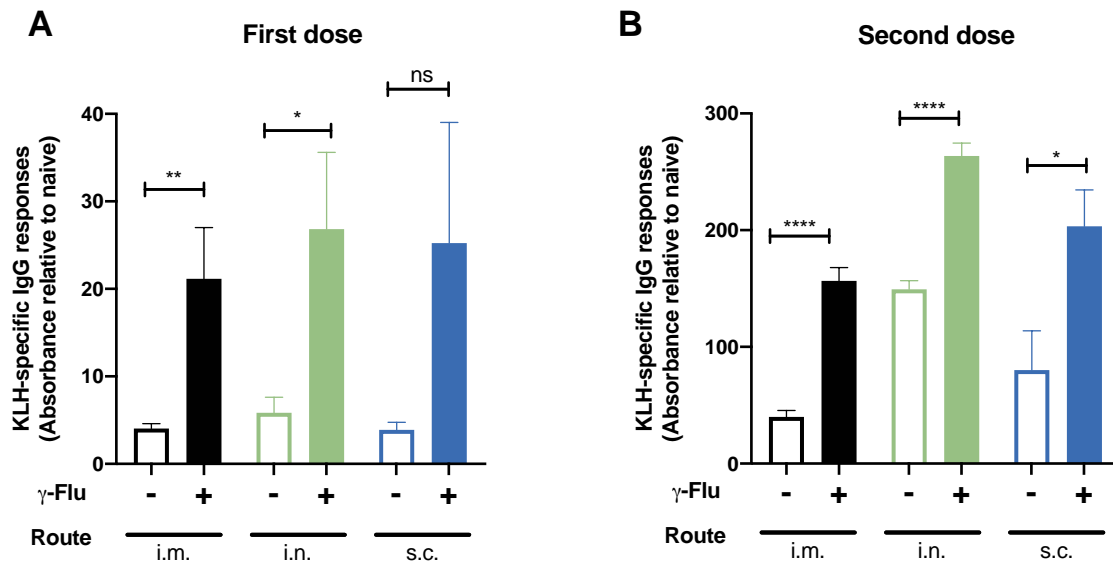 A
First dose
KLH-specific IgG responses
(Absorbance relative to naive)
40
30
20
10
0
**
*
ns
γ-Flu - + - + - +
Route
i.m. i.n. s.c.
B
Second dose
KLH-specific IgG responses
(Absorbance relative to naive)
300
200
100
0
****
****
*
- + - + - +
i.m. i.n. s.c.
γ-Flu
Route